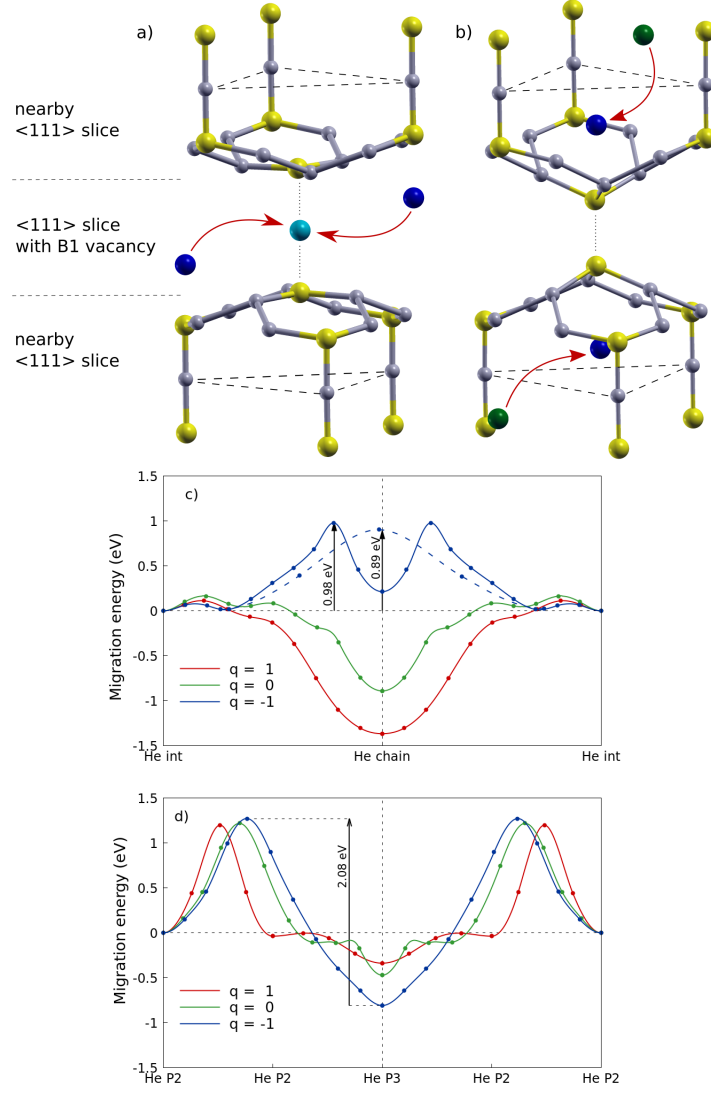 a)
b)
nearby
<111> slice
<111> slice
with B1 vacancy
nearby
<111> slice
c)
Migration energy (eV)
1.5
1
0.5
0
-0.5
-1
-1.5
0.98 eV
0.89 eV
q = 1
q = 0
q = -1
He int
He chain
He int
d)
Migration energy (eV)
1.5
1
0.5
0
-0.5
-1
-1.5
2.08 eV
q = 1
q = 0
q = -1
He P2
He P2
He P3
He P2
He P2